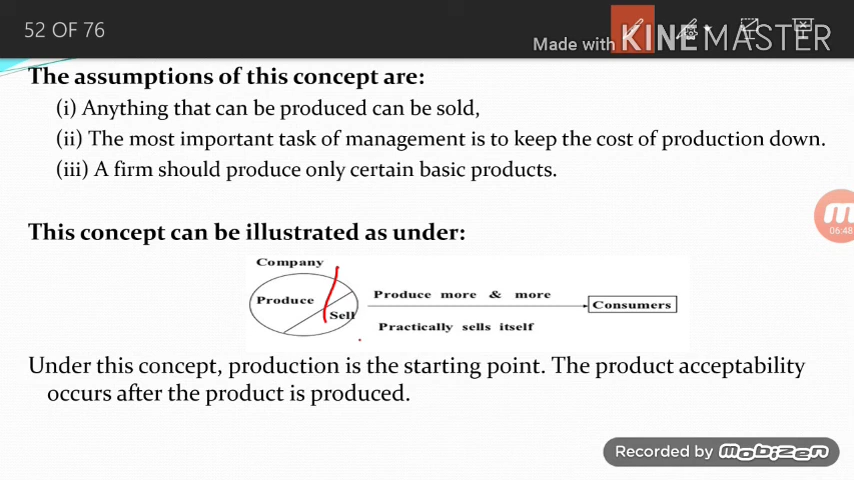 52 OF 76
Made with KINEMASTER
The assumptions of this concept are:
(i) Anything that can be produced can be sold,
(ii) The most important task of management is to keep the cost of production down.
(iii) A firm should produce only certain basic products.
06:48
This concept can be illustrated as under:
Company
Produce
Sell
Produce more & more
Consumers
Practically sells itself
Under this concept, production is the starting point. The product acceptability
occurs after the product is produced.
Recorded by mobizen